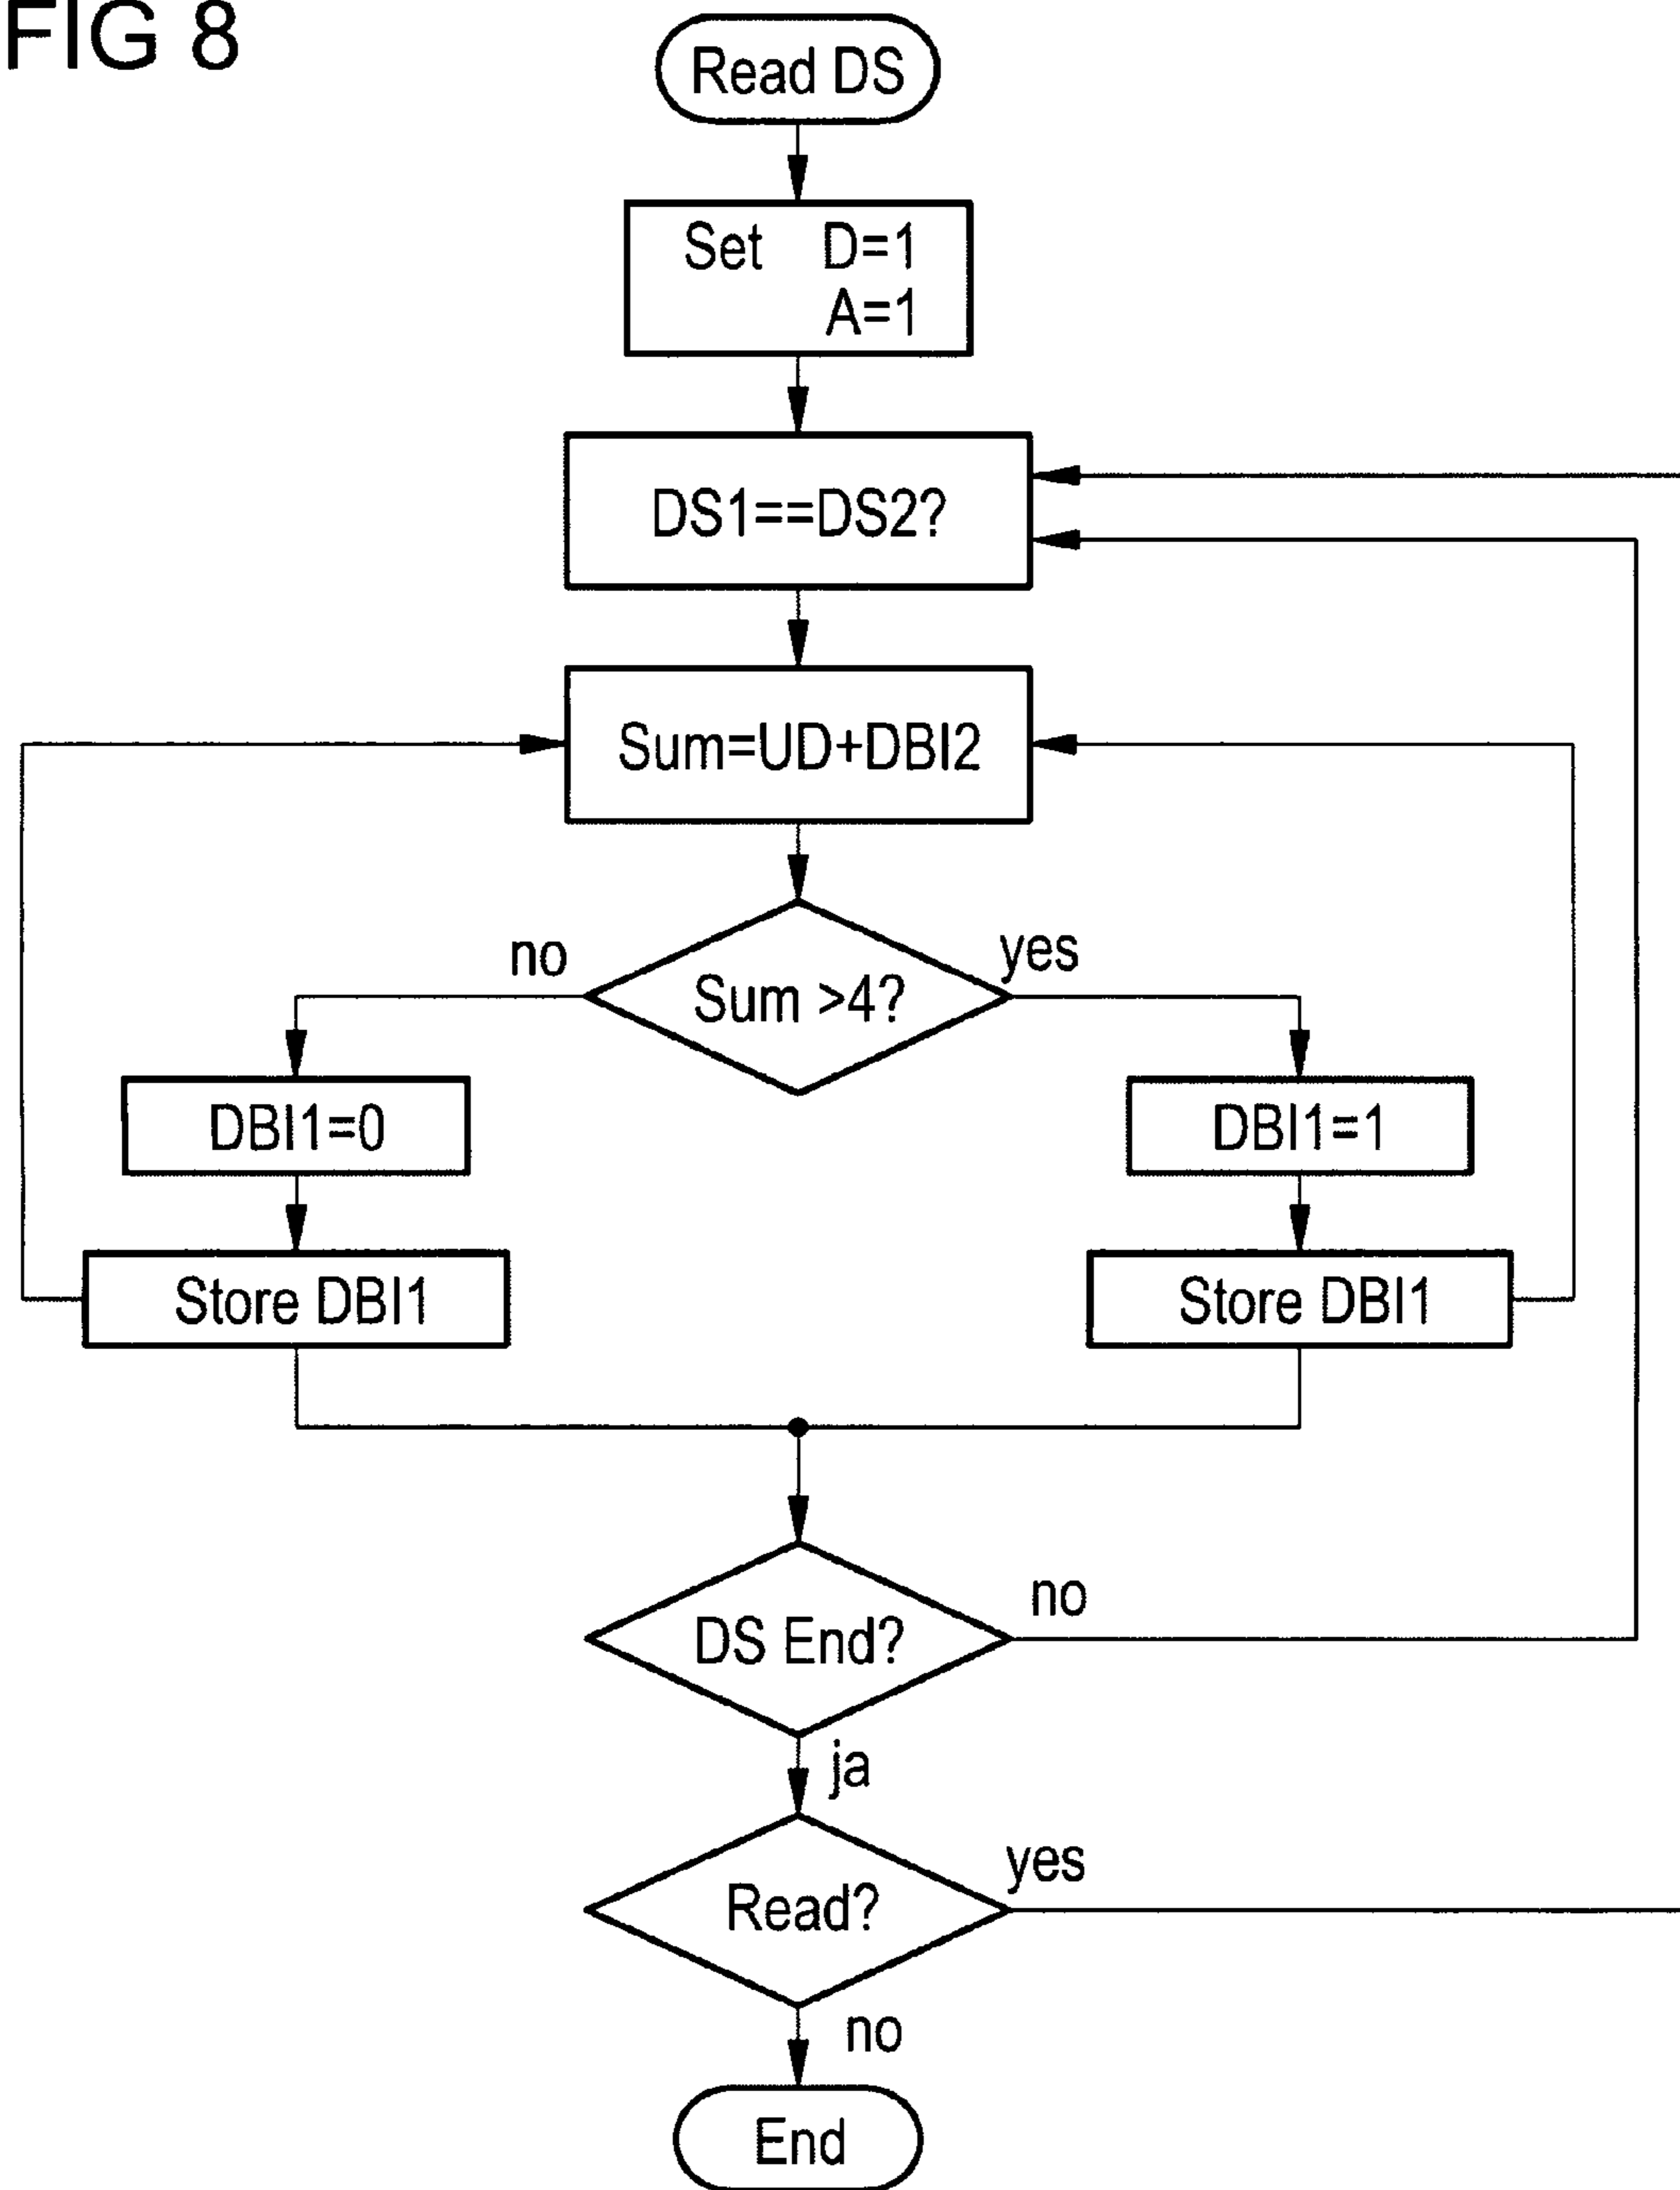 FIG 8
Read DS
Set D=1
A=1
DS1==DS2?
Sum=UD+DBI2
no
yes
Sum >4?
DBI1=0
DBI1=1
Store DBI1
Store DBI1
DS End?
no
ja
yes
Read?
no
End